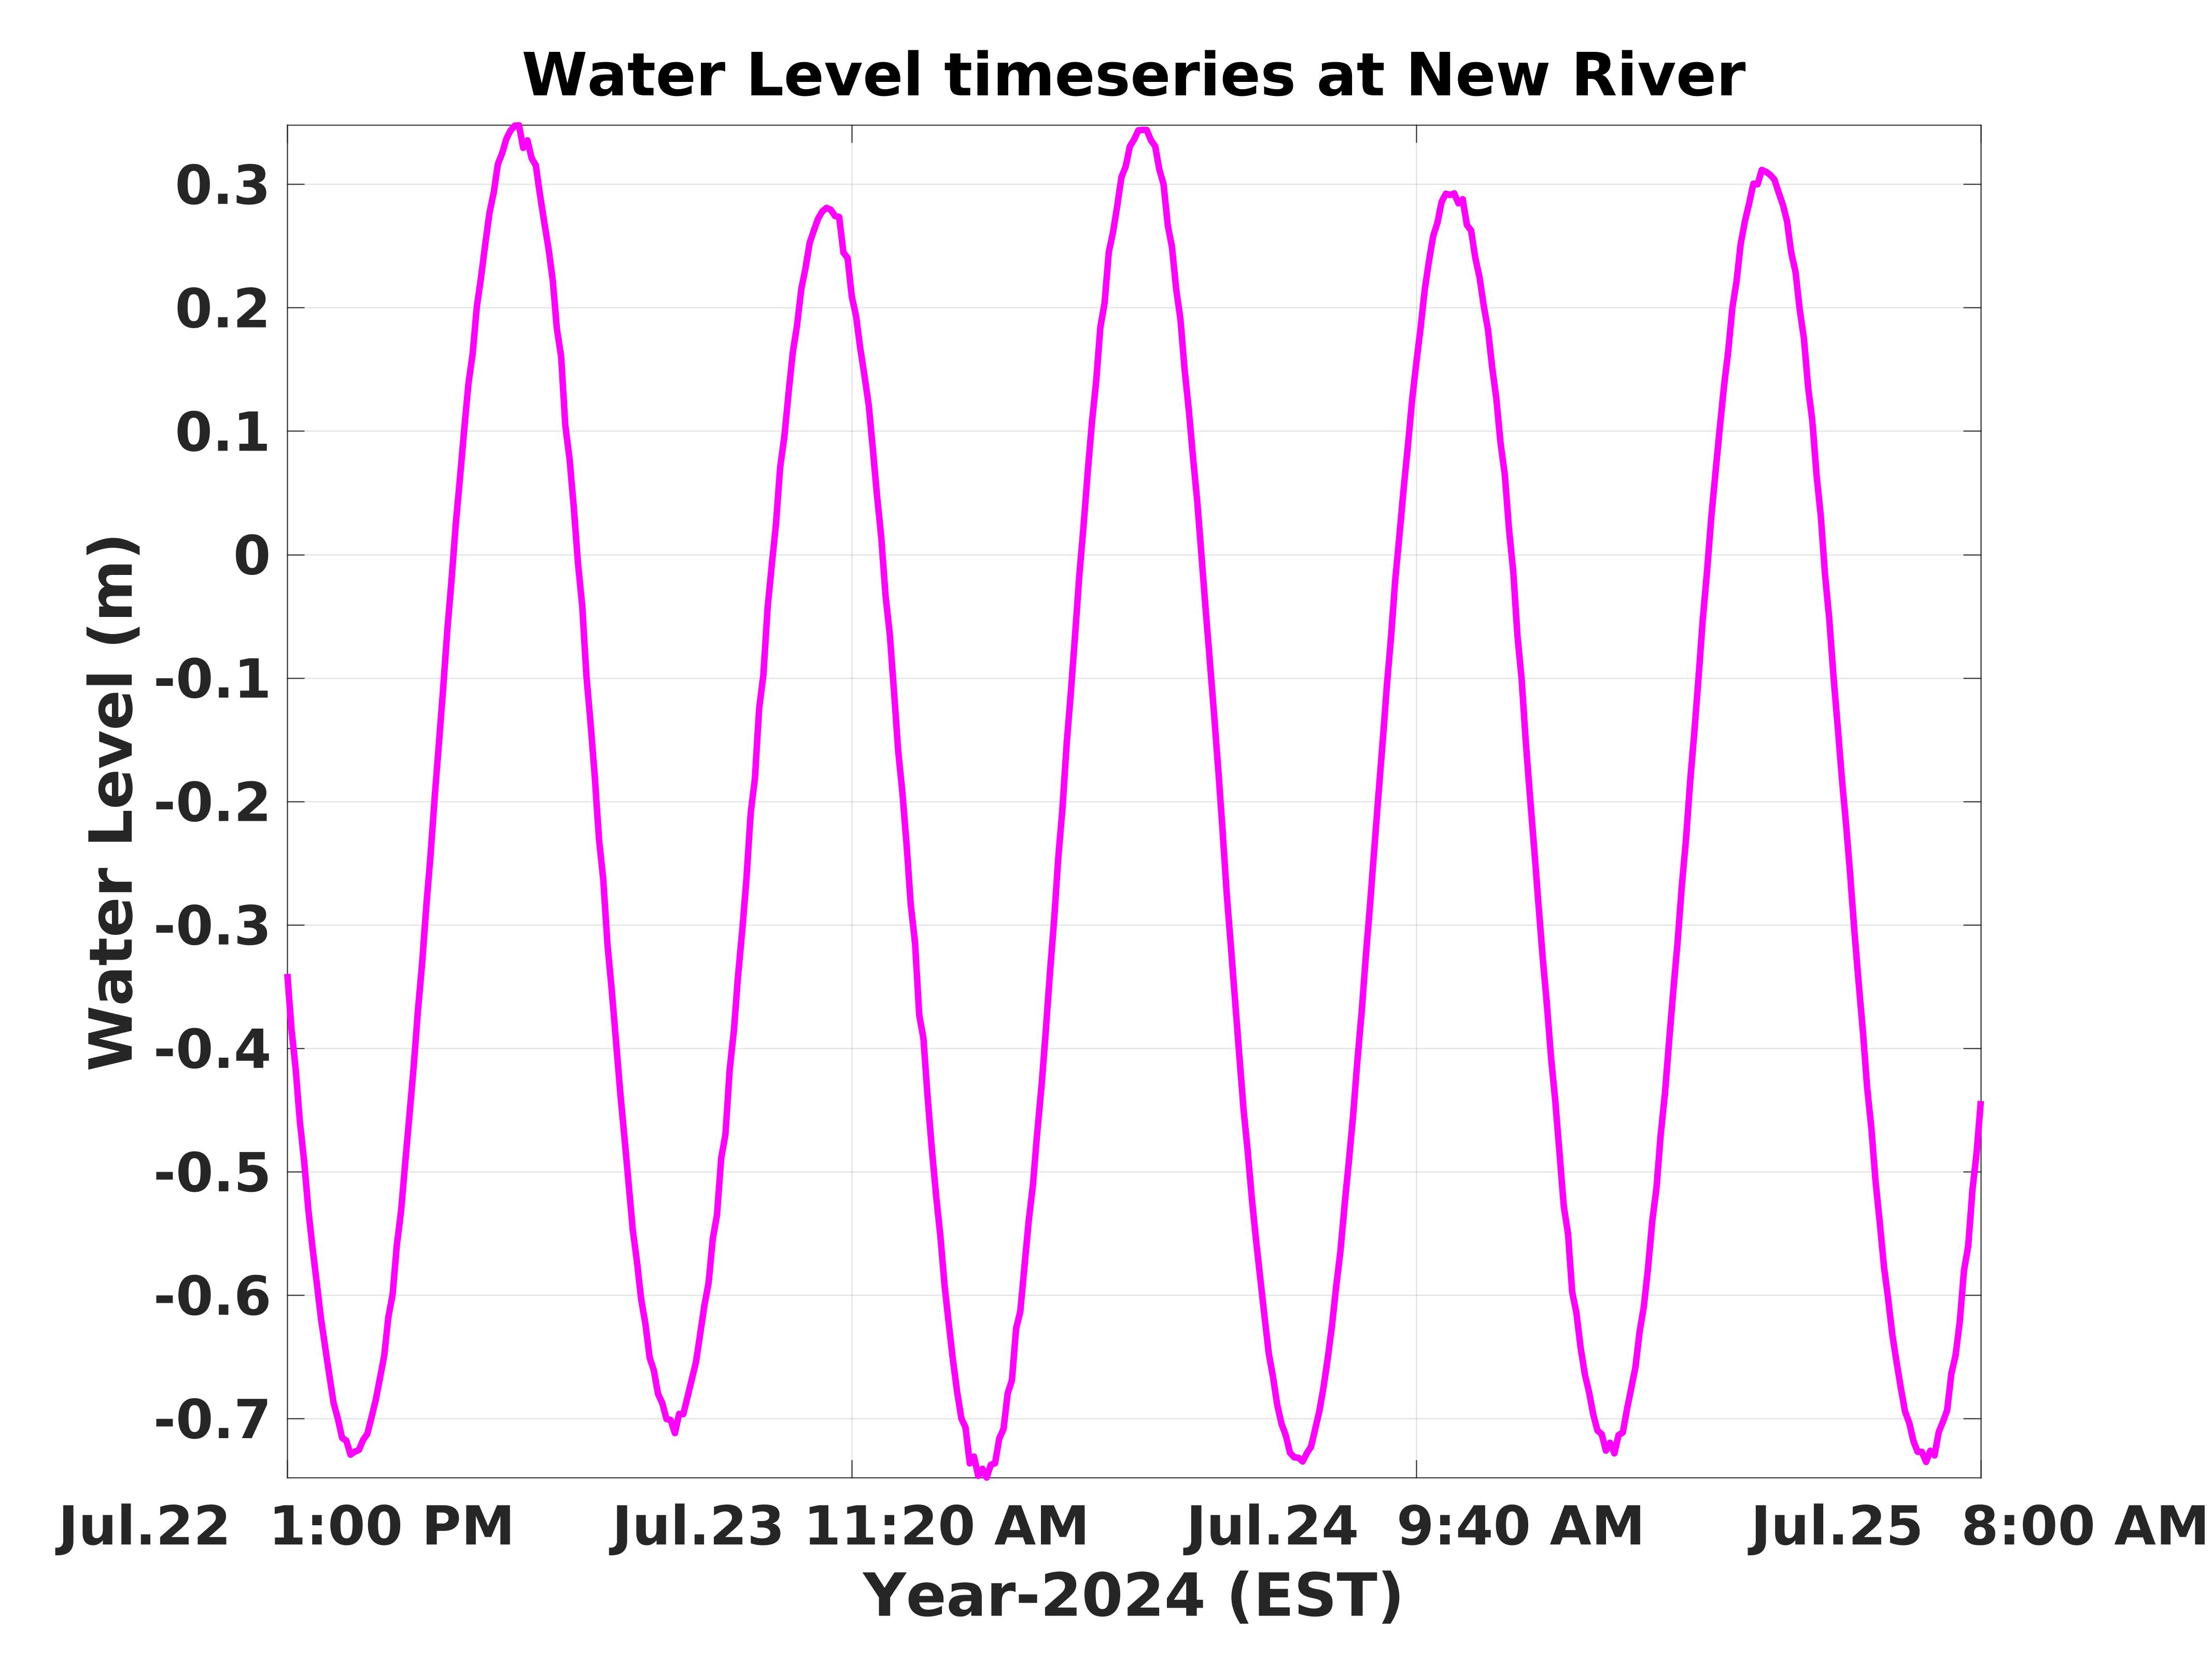 Water Level timeseries at New River
Water Level (m)
0.3
0.2
0.1
0
-0.1
-0.2
-0.3
-0.4
-0.5
-0.6
-0.7
Jul.22  1:00 PM
Jul.23 11:20 AM
Jul.24  9:40 AM
Jul.25  8:00 AM
Year-2024 (EST)